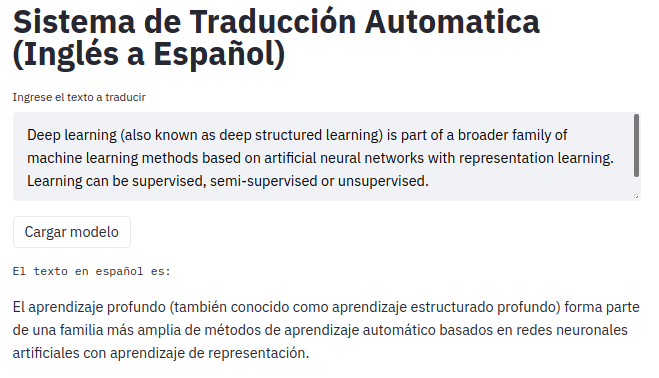 Sistema de Traducción Automatica
(Inglés a Español)
Ingrese el texto a traducir
Deep learning (also known as deep structured learning) is part of a broader family of
machine learning methods based on artificial neural networks with representation learning.
Learning can be supervised, semi-supervised or unsupervised.
Cargar modelo
El texto en español es:
El aprendizaje profundo (también conocido como aprendizaje estructurado profundo) forma parte
de una familia más amplia de métodos de aprendizaje automático basados en redes neuronales
artificiales con aprendizaje de representación.